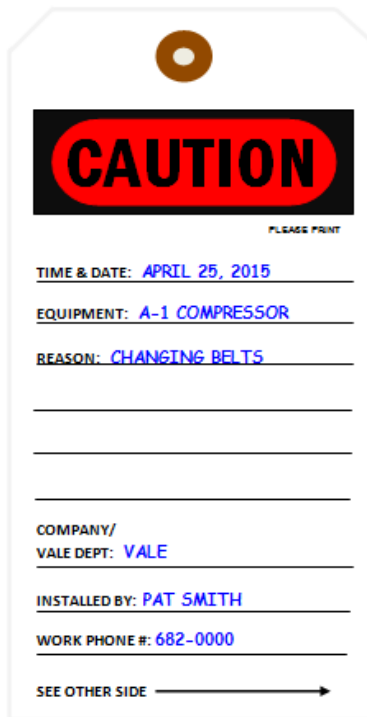 CAUTION
PLEASE PRINT
TIME & DATE: APRIL 25, 2015
EQUIPMENT: A-1 COMPRESSOR
REASON: CHANGING BELTS
COMPANY/
VALE DEPT: VALE
INSTALLED BY: PAT SMITH
WORK PHONE #: 682-0000
SEE OTHER SIDE